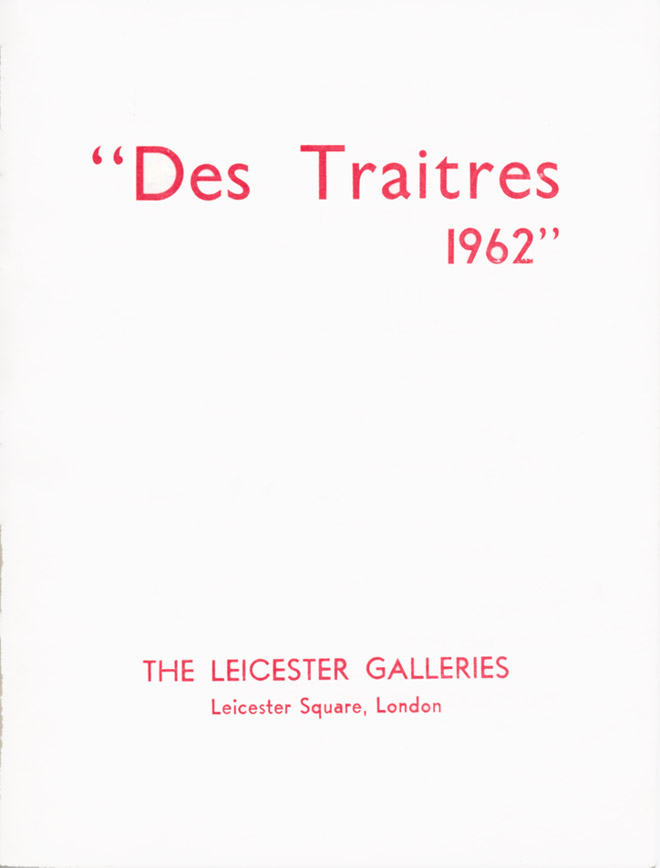 “Des Traitres
1962”
THE LEICESTER GALLERIES
Leicester Square, London